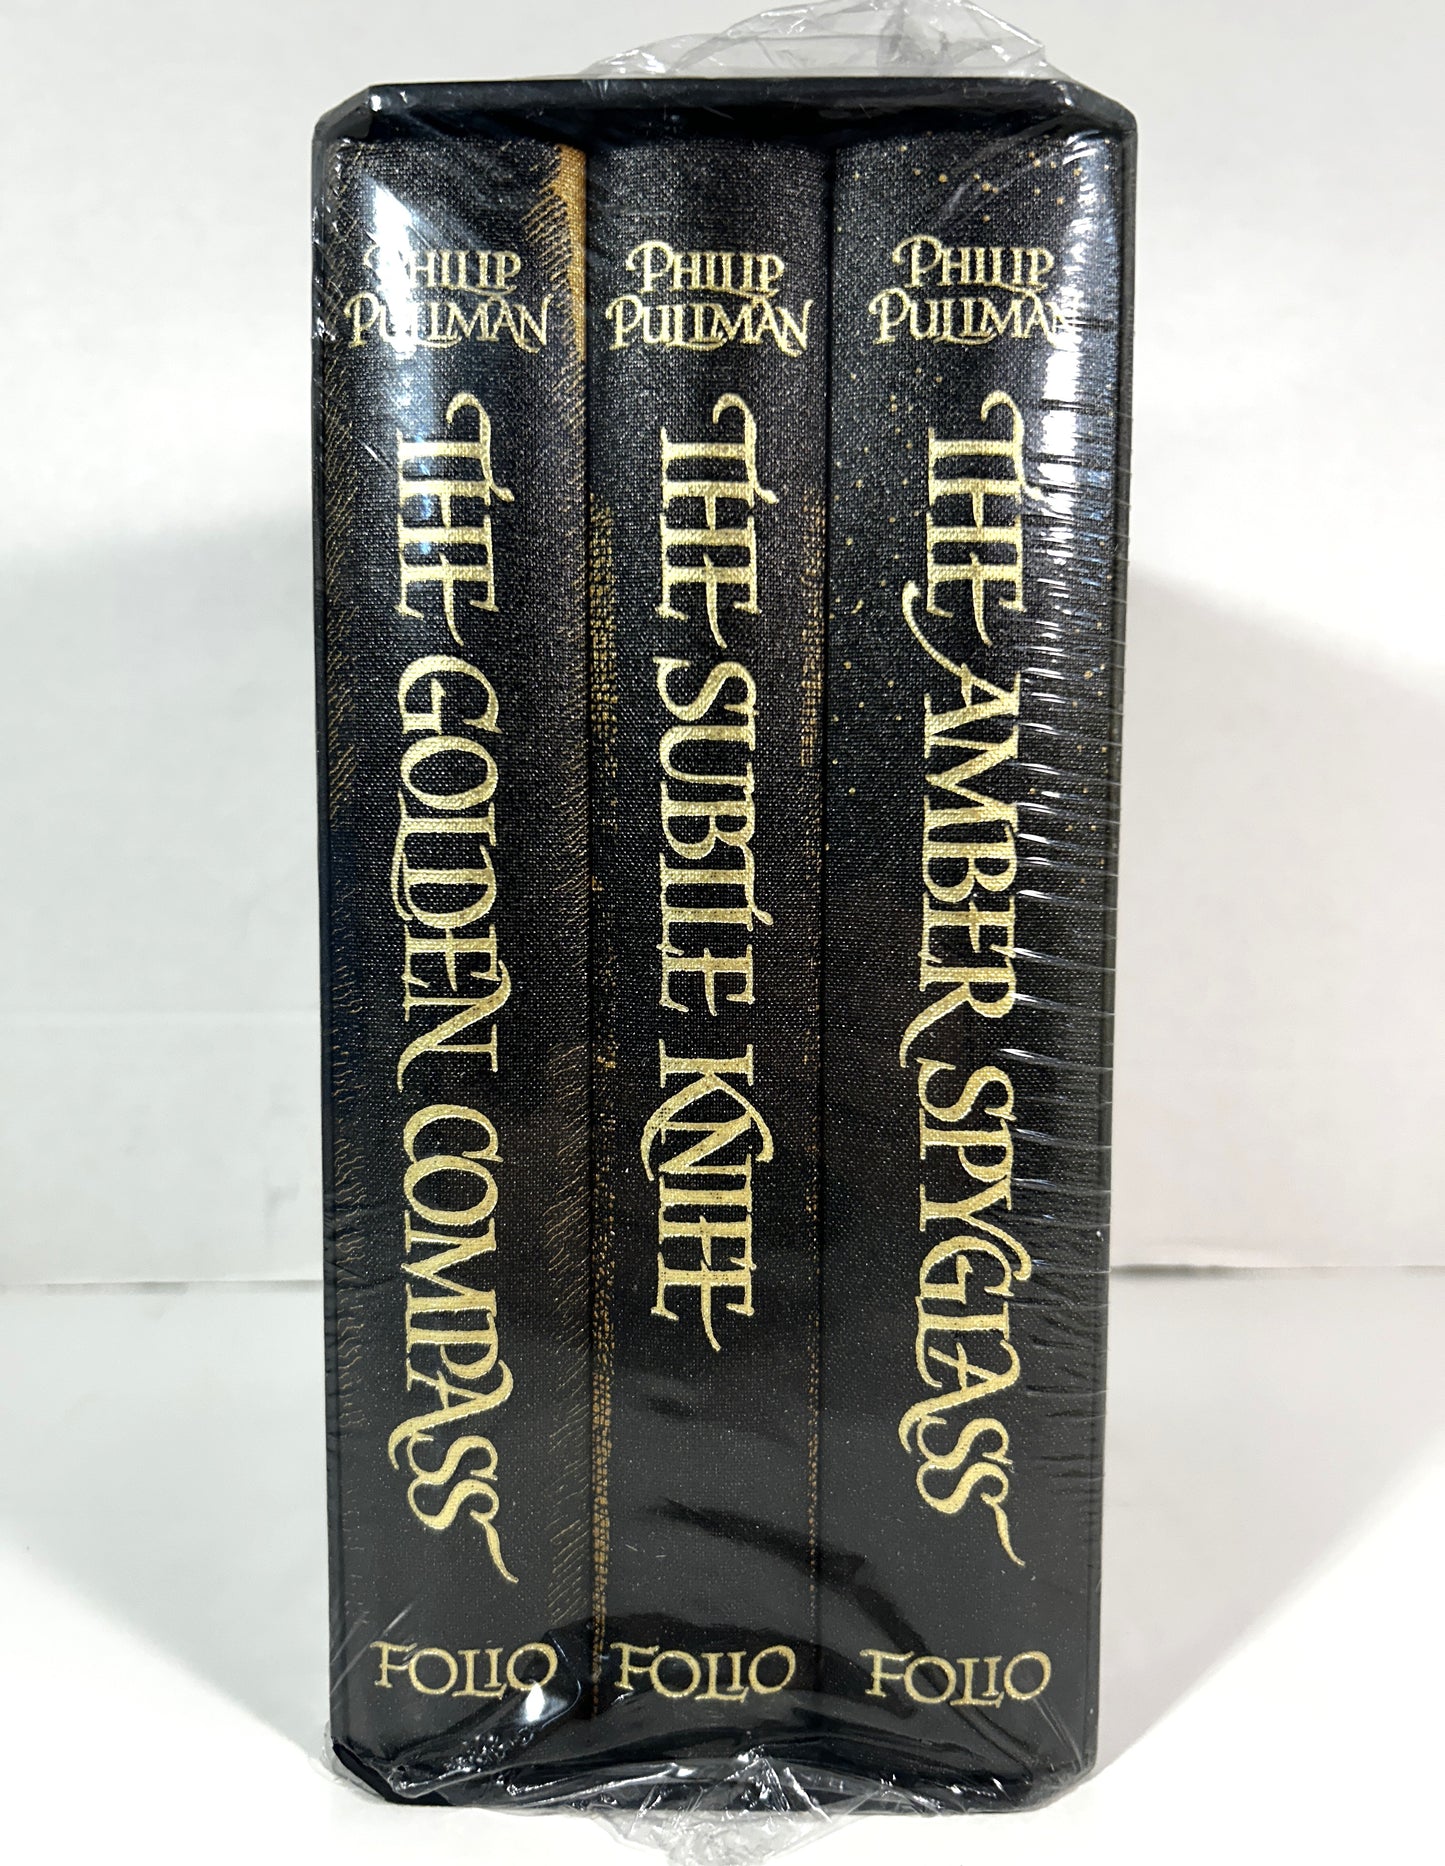 PHILIP
PULLMAN
THE GOLDEN COMPASS
FOLIO
PHILIP
PULLMAN
THE SUBTLE KNIFE
FOLIO
PHILIP
PULLMAN
THE AMBER SPYGLASS
FOLIO